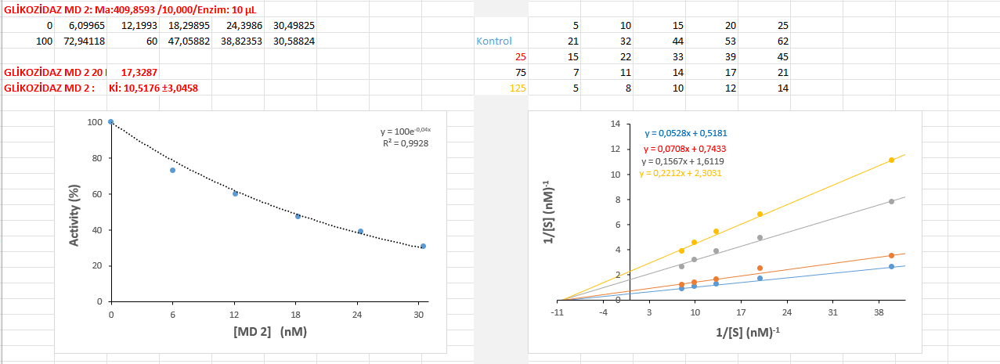 GLİKOZİDAZ MD 2: Ma:409,8593 /10,000/Enzim: 10 µL
0 6,09965 12,1993 18,29895 24,3986 30,49825 5 10 15 20 25
100 72,94118 60 47,05882 38,82353 30,58824 Kontrol 21 32 44 53 62
25 15 22 33 39 45
GLİKOZİDAZ MD 2 20 17,3287 75 7 11 14 17 21
GLİKOZİDAZ MD 2 : Kİ: 10,5176 ±3,0458 125 5 8 10 12 14
y = 100e-0,04x
R² = 0,9928
100
80
60
40
20
0
Activity (%)
0 6 12 18 24 30
[MD 2] (nM)
y = 0,0528x + 0,5181
y = 0,0708x + 0,7433
y = 0,1567x + 1,6119
y = 0,2212x + 2,3031
14
12
10
8
6
4
2
0
1/[S] (nM)-1
-11 -4 3 10 17 24 31 38
1/[S] (nM)-1